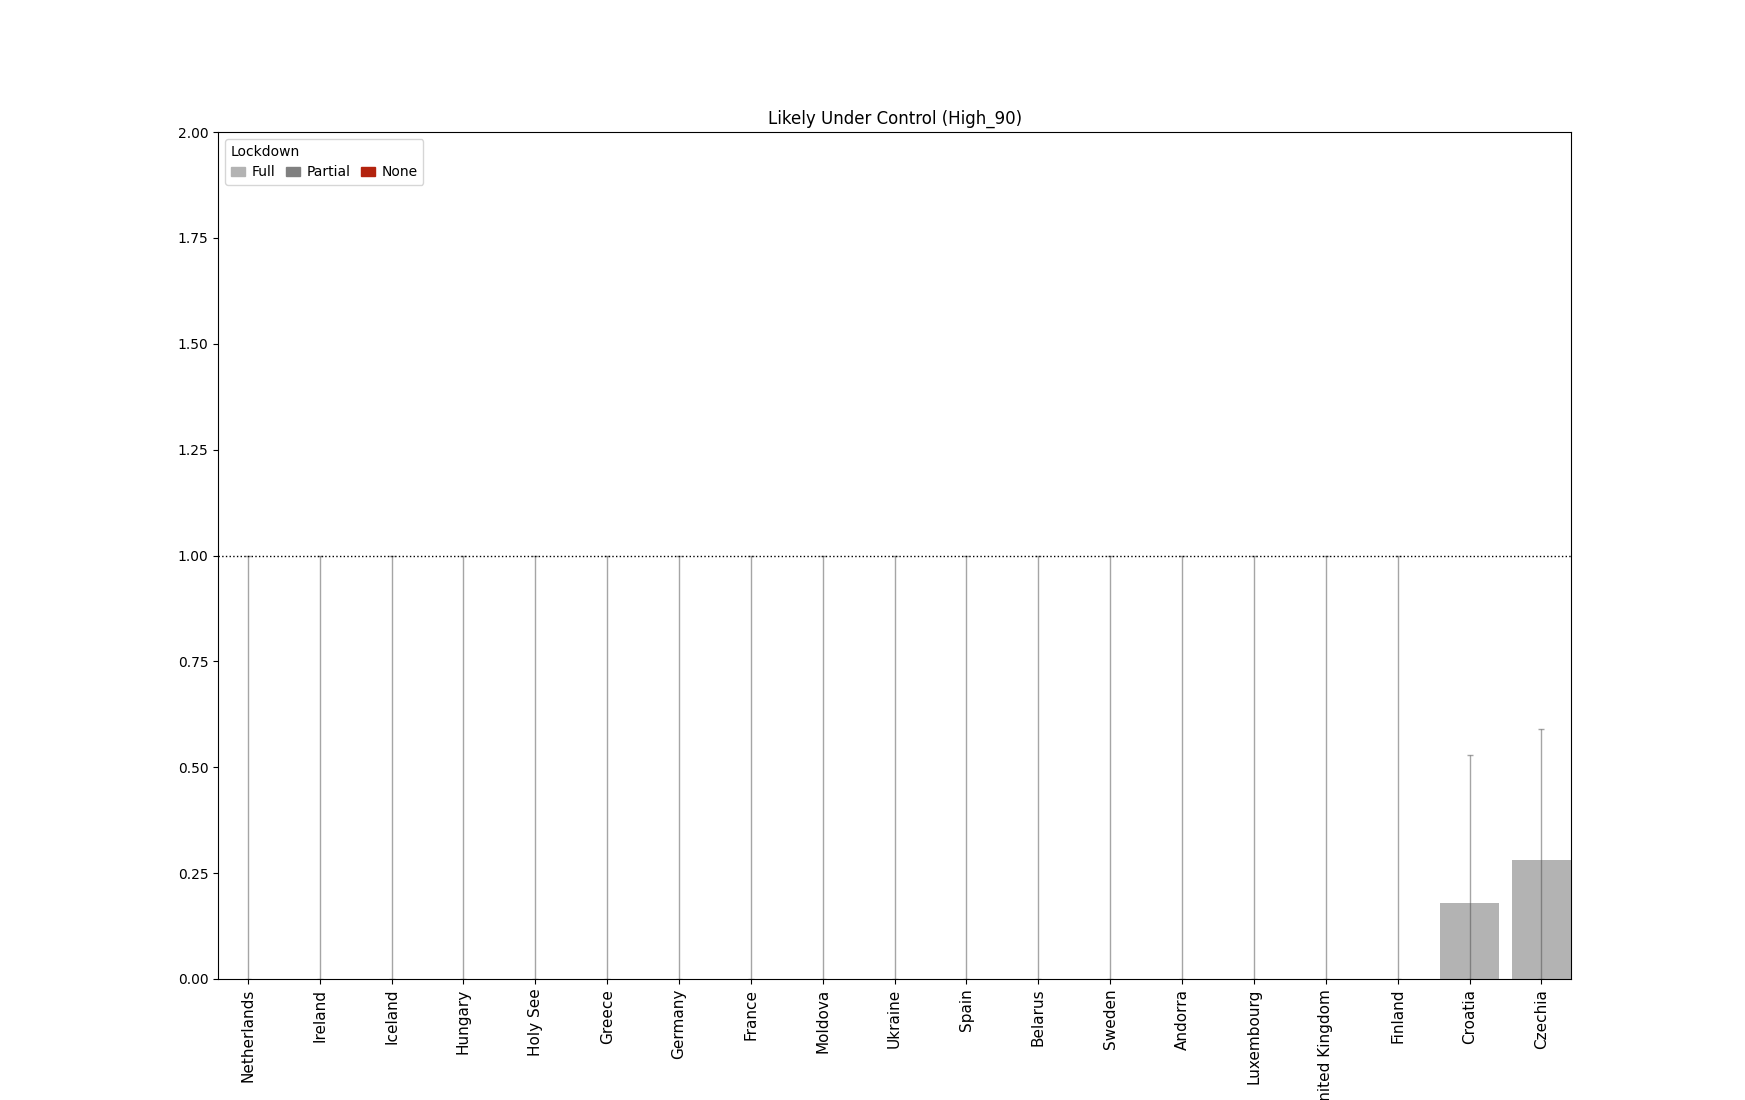 Likely Under Control (High_90)
2.00
Lockdown
Full Partial None
1.75
1.50
1.25
1.00
0.75
0.50
0.25
0.00
Netherlands
Ireland
Iceland
Hungary
Holy See
Greece
Germany
France
Moldova
Ukraine
Spain
Belarus
Sweden
Andorra
Luxembourg
nited Kingdom
Finland
Croatia
Czechia